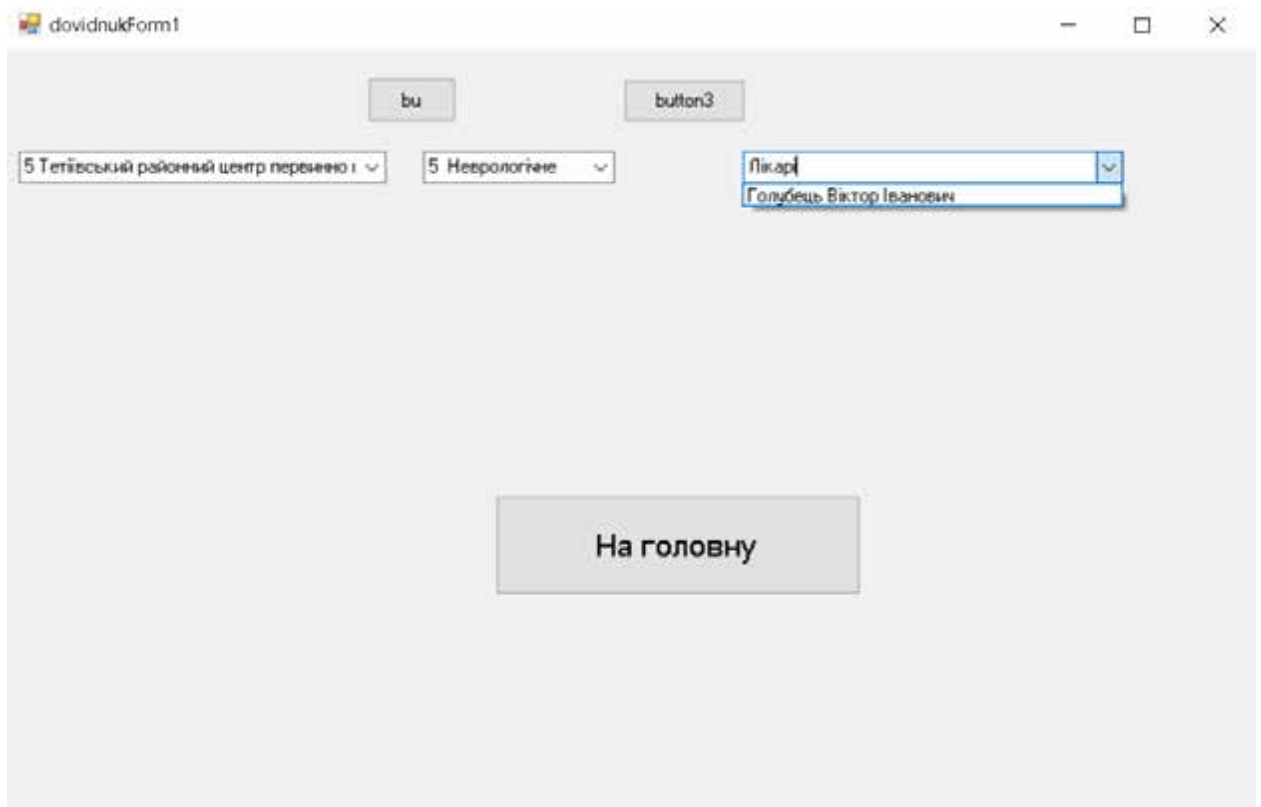 dovidnukForm1
bu
button3
5 Тетіївський районний центр первинно
5 Неврологічне
Лікарі
Голубець Віктор Іванович
На головну